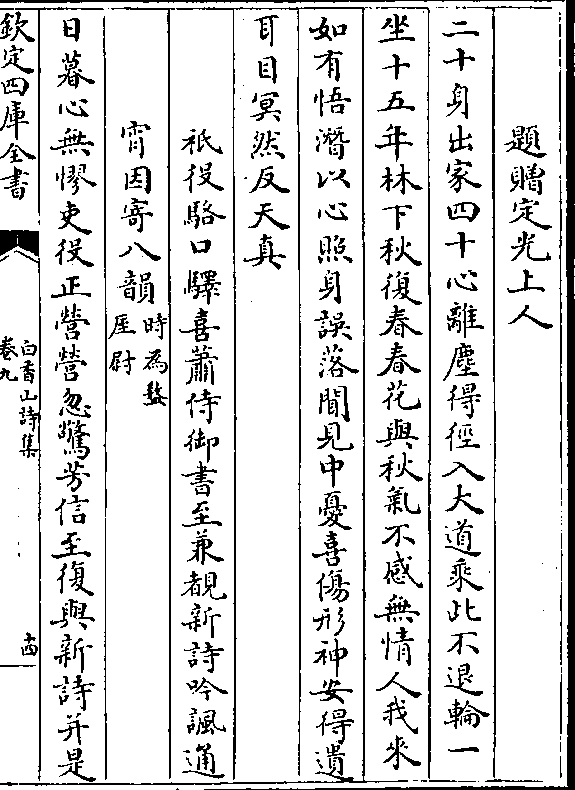 題贈定光上人
二十身出家四十心離塵得徑入大道乘此不退輪一
坐十五年林下秋復春春花與秋氣不感無情人我來
如有悟潛以心照身誤落聞見中憂喜傷形神安得遺
耳目冥然反天真
祇役駱口驛喜蕭侍御書至兼覩新詩吟諷通
宵因寄八韻時為盩
厔尉
日暮心無憀吏役正營營忽驚芳信至復與新詩并是
欽定四庫全書
白香山詩集
卷九
十四